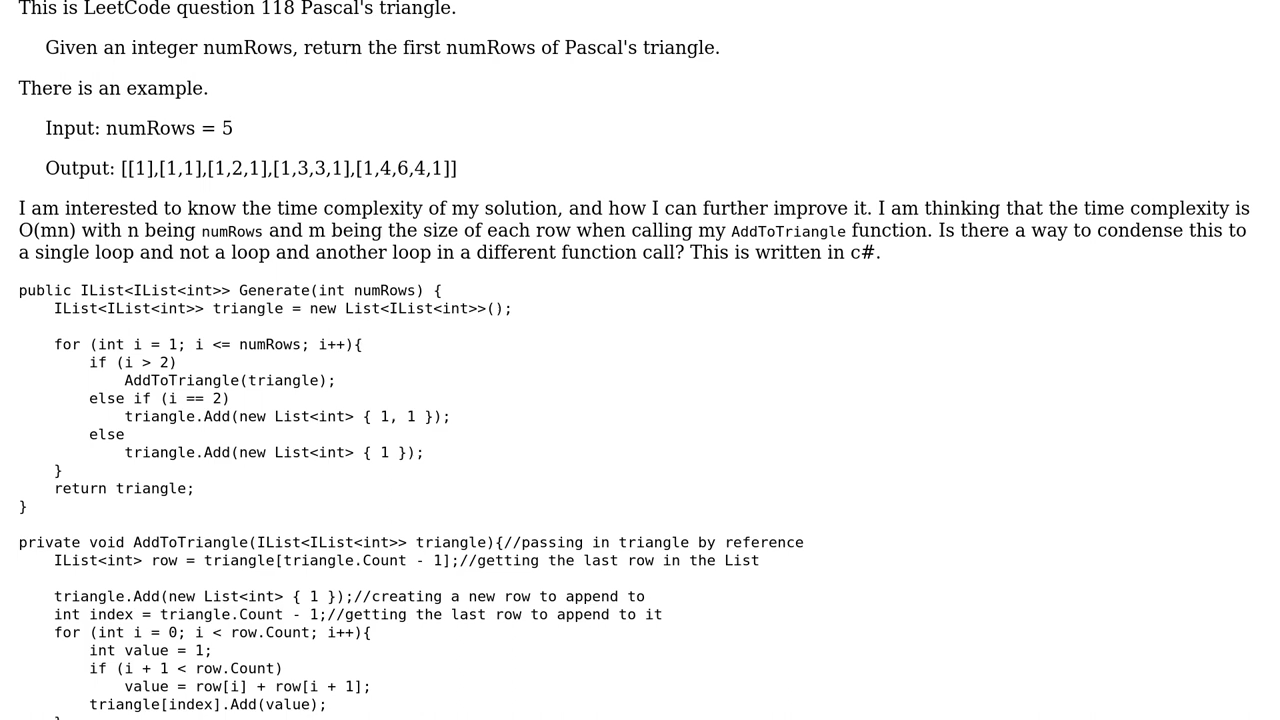 This is LeetCode question 118 Pascal's triangle.
Given an integer numRows, return the first numRows of Pascal's triangle.
There is an example.
Input: numRows = 5
Output: [[1],[1,1],[1,2,1],[1,3,3,1],[1,4,6,4,1]]
I am interested to know the time complexity of my solution, and how I can further improve it. I am thinking that the time complexity is
O(mn) with n being numRows and m being the size of each row when calling my AddToTriangle function. Is there a way to condense this to
a single loop and not a loop and another loop in a different function call? This is written in c#.
public IList<IList<int>> Generate(int numRows) {
    IList<IList<int>> triangle = new List<IList<int>>();

    for (int i = 1; i <= numRows; i++){
        if (i > 2)
            AddToTriangle(triangle);
        else if (i == 2)
            triangle.Add(new List<int> { 1, 1 });
        else
            triangle.Add(new List<int> { 1 });
    }
    return triangle;
}

private void AddToTriangle(IList<IList<int>> triangle){//passing in triangle by reference
    IList<int> row = triangle[triangle.Count - 1];//getting the last row in the List

    triangle.Add(new List<int> { 1 });//creating a new row to append to
    int index = triangle.Count - 1;//getting the last row to append to it
    for (int i = 0; i < row.Count; i++){
        int value = 1;
        if (i + 1 < row.Count)
            value = row[i] + row[i + 1];
        triangle[index].Add(value);